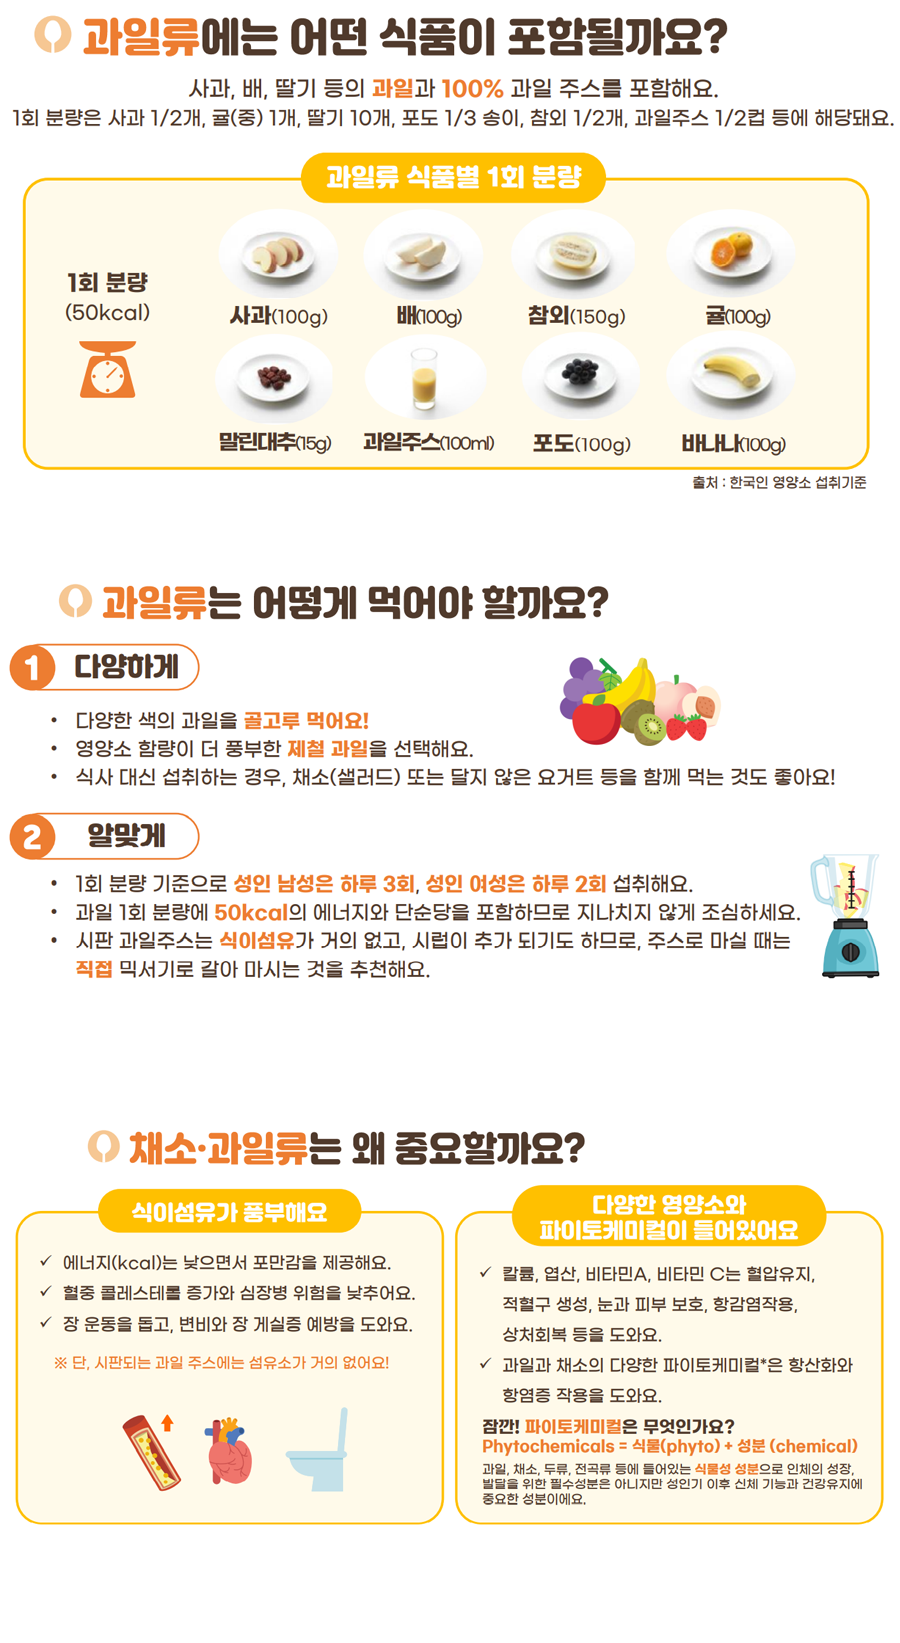 과일류에는 어떤 식품이 포함될까요?
사과, 배, 딸기 등의 과일과 100% 과일 주스를 포함해요.
1회 분량은 사과 1/2개, 귤(중) 1개, 딸기 10개, 포도 1/3 송이, 참외 1/2개, 과일주스 1/2컵 등에 해당돼요.
과일류 식품별 1회 분량
1회 분량
(50kcal)
사과(100g) 배(100g) 참외(150g) 귤(100g)
말린대추(15g) 과일주스(100ml) 포도(100g) 바나나(100g)
출처 : 한국인 영양소 섭취기준
과일류는 어떻게 먹어야 할까요?
1 다양하게
• 다양한 색의 과일을 골고루 먹어요!
• 영양소 함량이 더 풍부한 제철 과일을 선택해요.
• 식사 대신 섭취하는 경우, 채소(샐러드) 또는 달지 않은 요거트 등을 함께 먹는 것도 좋아요!
2 알맞게
• 1회 분량 기준으로 성인 남성은 하루 3회, 성인 여성은 하루 2회 섭취해요.
• 과일 1회 분량에 50kcal의 에너지와 단순당을 포함하므로 지나치지 않게 조심하세요.
• 시판 과일주스는 식이섬유가 거의 없고, 시럽이 추가 되기도 하므로, 주스로 마실 때는
직접 믹서기로 갈아 마시는 것을 추천해요.
채소·과일류는 왜 중요할까요?
식이섬유가 풍부해요
✓ 에너지(kcal)는 낮으면서 포만감을 제공해요.
✓ 혈중 콜레스테롤 증가와 심장병 위험을 낮추어요.
✓ 장 운동을 돕고, 변비와 장 게실증 예방을 도와요.
※ 단, 시판되는 과일 주스에는 섬유소가 거의 없어요!
다양한 영양소와
파이토케미컬이 들어있어요
✓ 칼륨, 엽산, 비타민A, 비타민 C는 혈압유지,
적혈구 생성, 눈과 피부 보호, 항감염작용,
상처회복 등을 도와요.
✓ 과일과 채소의 다양한 파이토케미컬*은 항산화와
항염증 작용을 도와요.
잠깐! 파이토케미컬은 무엇인가요?
Phytochemicals = 식물(phyto) + 성분 (chemical)
과일, 채소, 두류, 전곡류 등에 들어있는 식물성 성분으로 인체의 성장,
발달을 위한 필수성분은 아니지만 성인기 이후 신체 기능과 건강유지에
중요한 성분이에요.